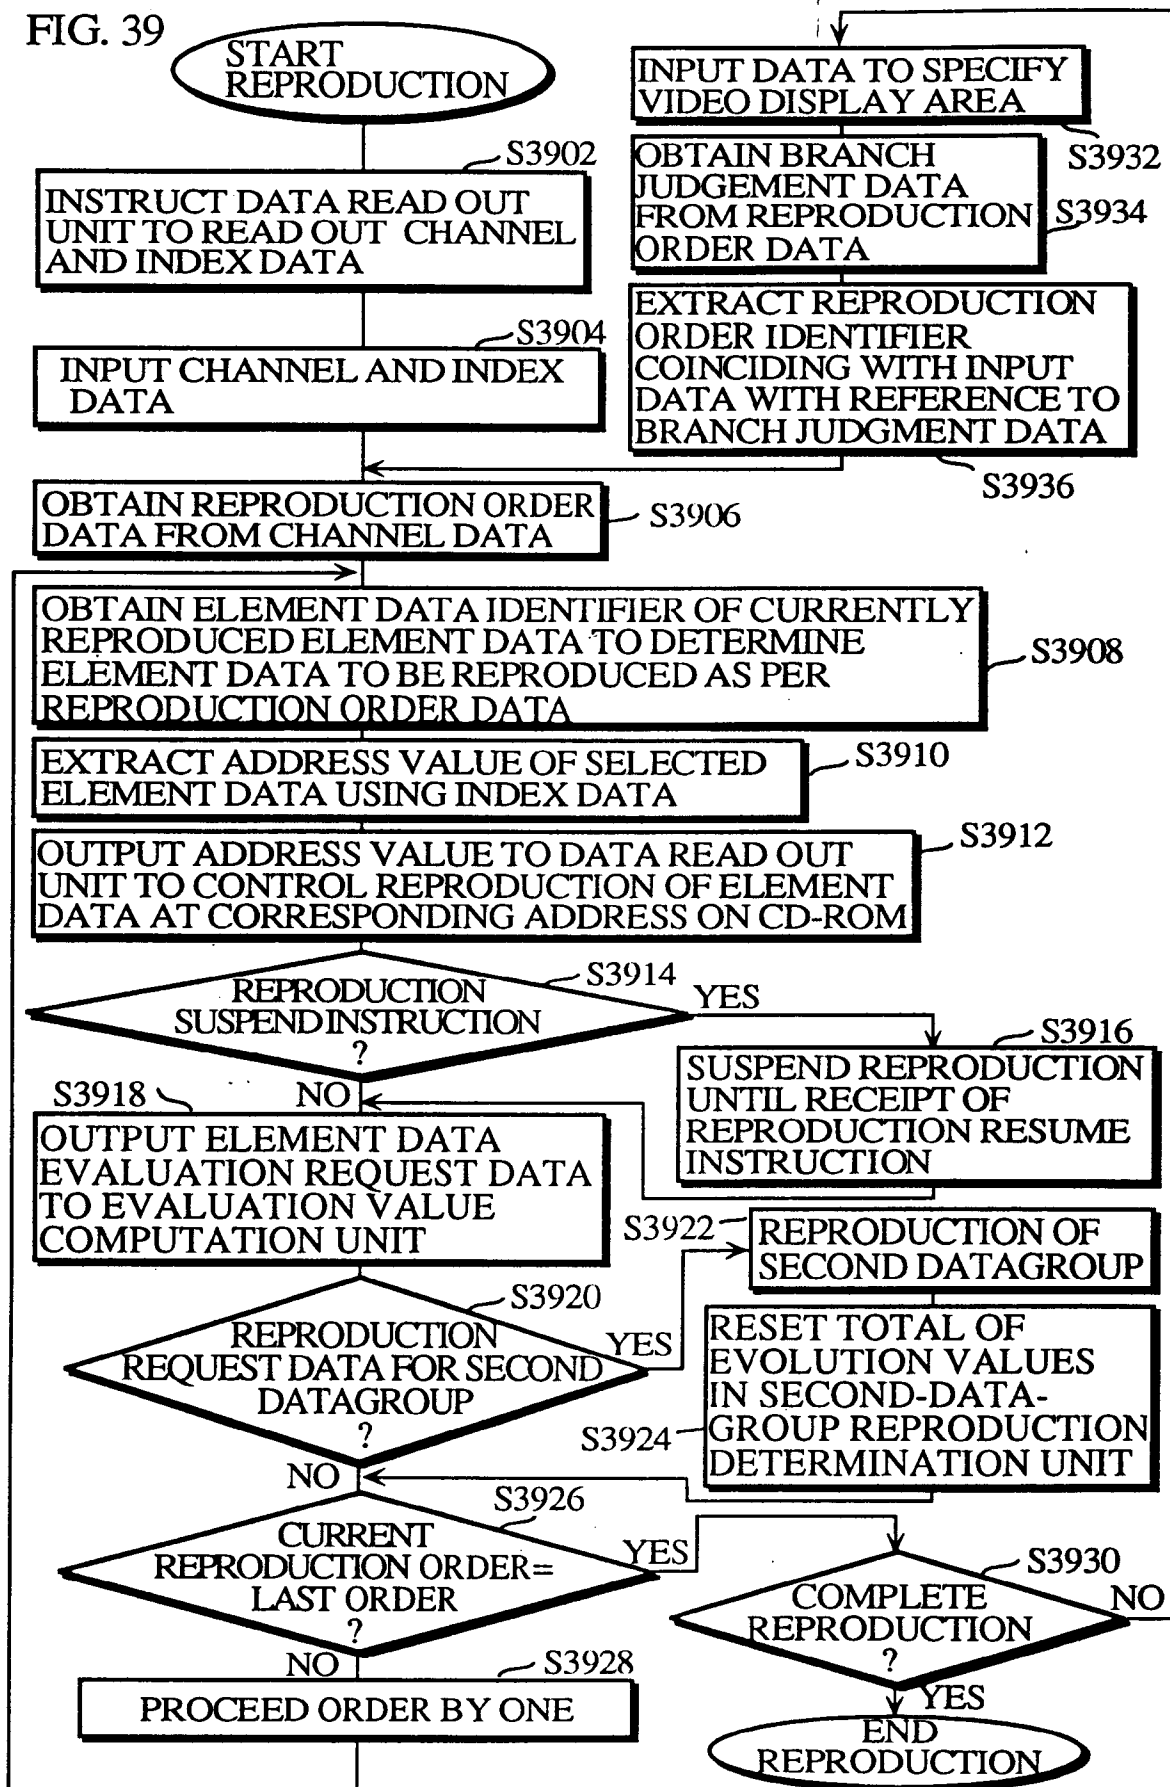 FIG. 39
START
REPRODUCTION
S3902
INSTRUCT DATA READ OUT
UNIT TO READ OUT CHANNEL
AND INDEX DATA
S3904
INPUT CHANNEL AND INDEX
DATA
INPUT DATA TO SPECIFY
VIDEO DISPLAY AREA
S3932
OBTAIN BRANCH
JUDGEMENT DATA
FROM REPRODUCTION
ORDER DATA
S3934
EXTRACT REPRODUCTION
ORDER IDENTIFIER
COINCIDING WITH INPUT
DATA WITH REFERENCE TO
BRANCH JUDGMENT DATA
S3936
OBTAIN REPRODUCTION ORDER
DATA FROM CHANNEL DATA
S3906
OBTAIN ELEMENT DATA IDENTIFIER OF CURRENTLY
REPRODUCED ELEMENT DATA TO DETERMINE
ELEMENT DATA TO BE REPRODUCED AS PER
REPRODUCTION ORDER DATA
S3908
EXTRACT ADDRESS VALUE OF SELECTED
ELEMENT DATA USING INDEX DATA
S3910
OUTPUT ADDRESS VALUE TO DATA READ OUT
UNIT TO CONTROL REPRODUCTION OF ELEMENT
DATA AT CORRESPONDING ADDRESS ON CD-ROM
S3912
REPRODUCTION
SUSPEND INSTRUCTION
?
S3914
YES
NO
S3916
SUSPEND REPRODUCTION
UNTIL RECEIPT OF
REPRODUCTION RESUME
INSTRUCTION
S3918
OUTPUT ELEMENT DATA
EVALUATION REQUEST DATA
TO EVALUATION VALUE
COMPUTATION UNIT
S3920
REPRODUCTION
REQUEST DATA FOR SECOND
DATAGROUP
?
YES
NO
S3922
REPRODUCTION OF
SECOND DATAGROUP
RESET TOTAL OF
EVOLUTION VALUES
IN SECOND-DATA-
GROUP REPRODUCTION
DETERMINATION UNIT
S3924
S3926
CURRENT
REPRODUCTION ORDER=
LAST ORDER
?
YES
NO
S3928
PROCEED ORDER BY ONE
S3930
COMPLETE
REPRODUCTION
?
NO
YES
END
REPRODUCTION